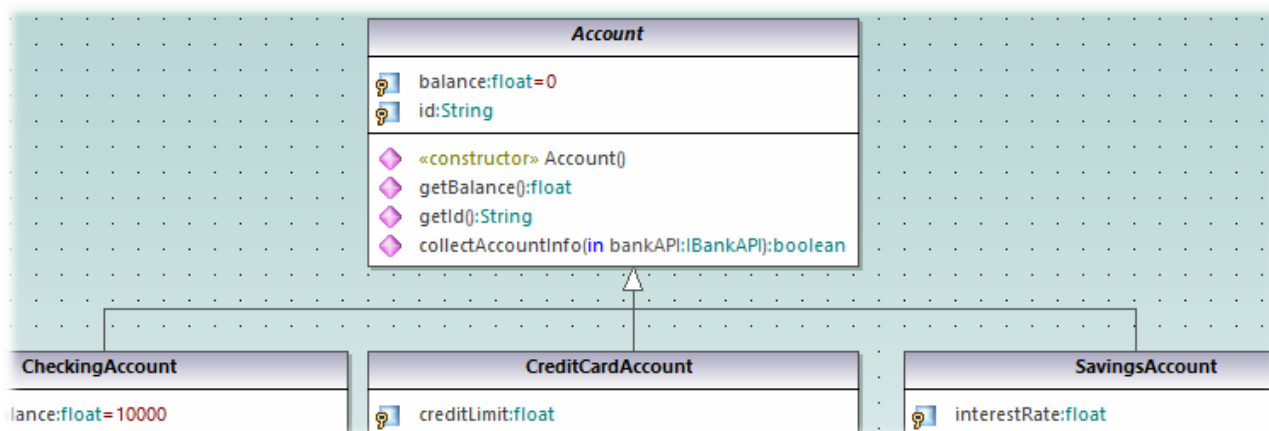 Account
balance:float=0
id:String
«constructor» Account()
getBalance():float
getId():String
collectAccountInfo(in bankAPI:IBankAPI):boolean
CheckingAccount CreditCardAccount SavingsAccount
lance:float=10000 creditLimit:float interestRate:float